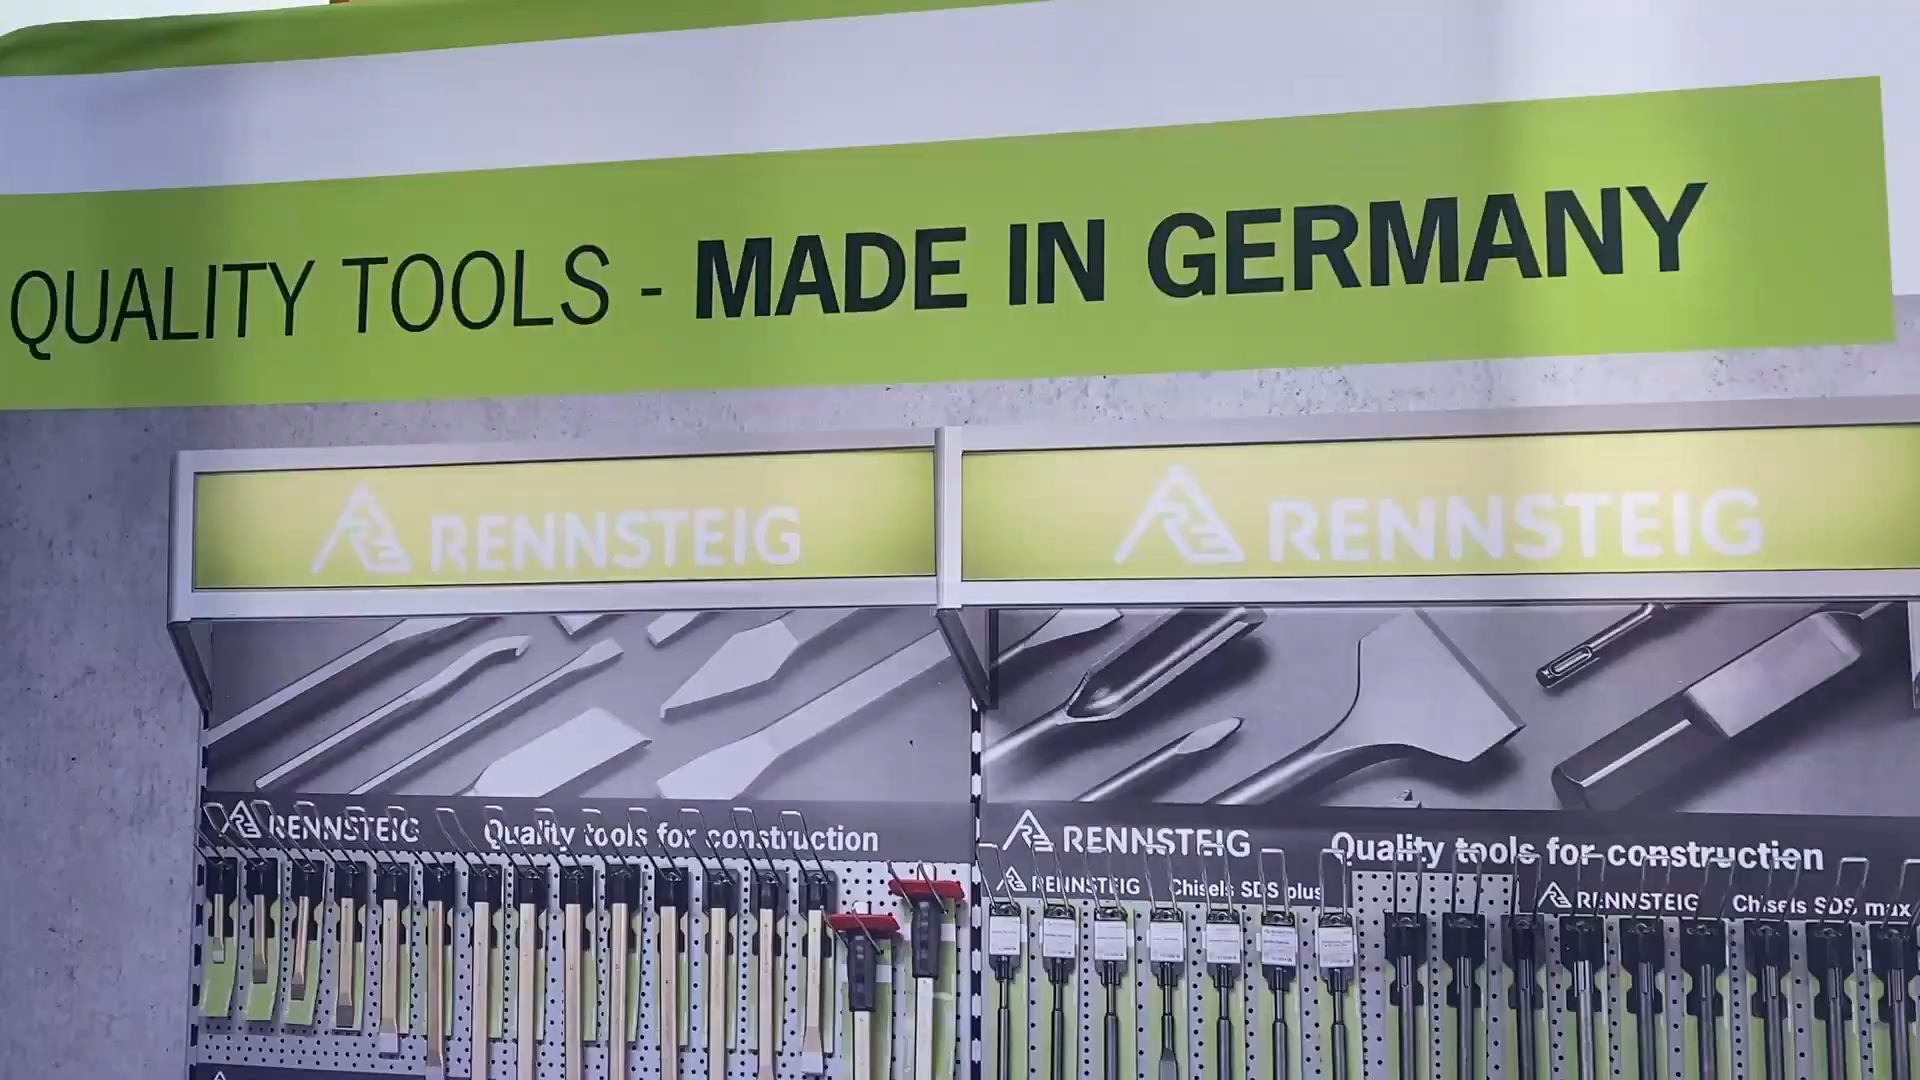 QUALITY TOOLS - MADE IN GERMANY
RENNSTEIG
RENNSTEIG
RENNSTEIG Quality tools for construction
RENNSTEIG Quality tools for construction
RENNSTEIG Chisels SDS plus
RENNSTEIG Chisels SDS max